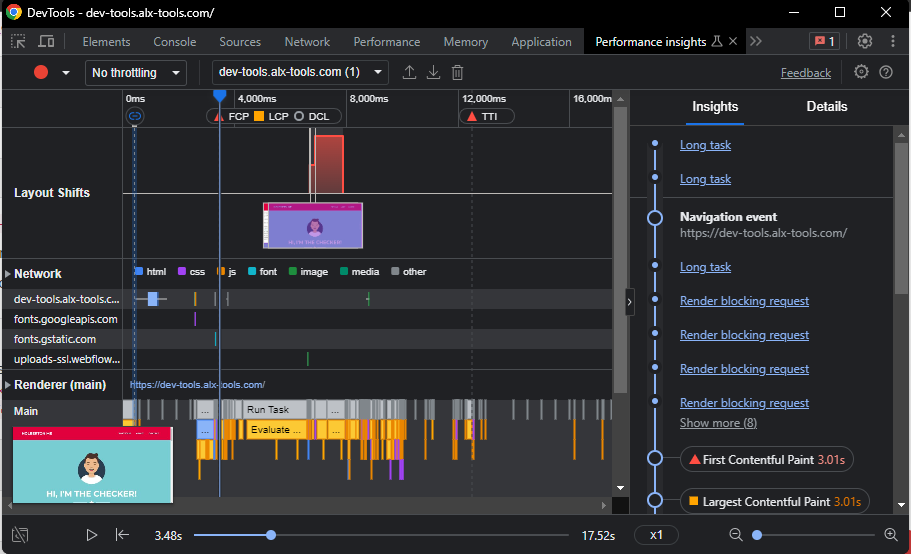 DevTools - dev-tools.alx-tools.com/
Elements Console Sources Network Performance Memory Application Performance insights 1
No throttling dev-tools.alx-tools.com (1) Feedback
0ms 4,000ms 8,000ms 12,000ms 16,000m
FCP LCP DCL TTI
Layout Shifts
HI, I'M THE CHECKER!
Network html css js font image media other
dev-tools.alx-tools.c...
fonts.googleapis.com
fonts.gstatic.com
uploads-ssl.webflow...
Renderer (main) https://dev-tools.alx-tools.com/
Main ... Run Task ...
... Evaluate ... ...
HI, I'M THE CHECKER!
Insights Details
Long task
Long task
Navigation event
https://dev-tools.alx-tools.com/
Long task
Render blocking request
Render blocking request
Render blocking request
Render blocking request
Show more (8)
First Contentful Paint 3.01s
Largest Contentful Paint 3.01s
3.48s 17.52s x1